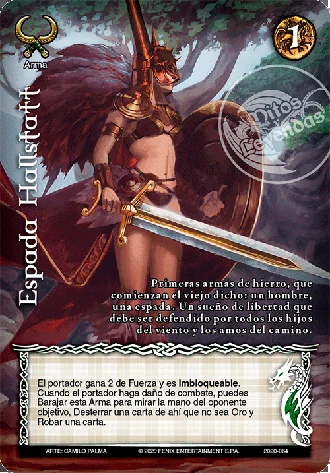 Arma
1
Mitos
Leyendas
Espada Hallstatt
Primeras armas de hierro, que
comienzan el viejo dicho: un hombre,
una espada. Un sueño de libertad que
debe ser defendido por todos los hijos
del viento y los amos del camino.
El portador gana 2 de Fuerza y es Imbloqueable.
Cuando el portador haga daño de combate, puedes
Barajar esta Arma para mirar la mano del oponente
objetivo, Desterrar una carta de ahí que no sea Oro y
Robar una carta.
ARTE: CAMILO PALMA
© 2020 FENIX ENTERTAINMENT S.P.A.